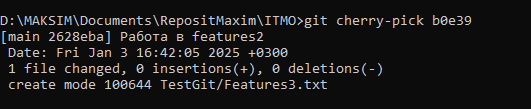 D:\MAKSIM\Documents\RepositMaxim\ITMO>git cherry-pick b0e39
[main 2628eba] Работа в features2
Date: Fri Jan 3 16:42:05 2025 +0300
1 file changed, 0 insertions(+), 0 deletions(-)
create mode 100644 TestGit/Features3.txt